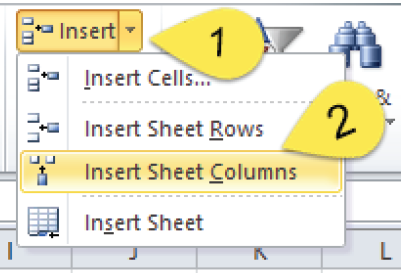 Insert
1
Insert Cells...
&
Insert Sheet Rows
2
Insert Sheet Columns
Insert Sheet
I J K L